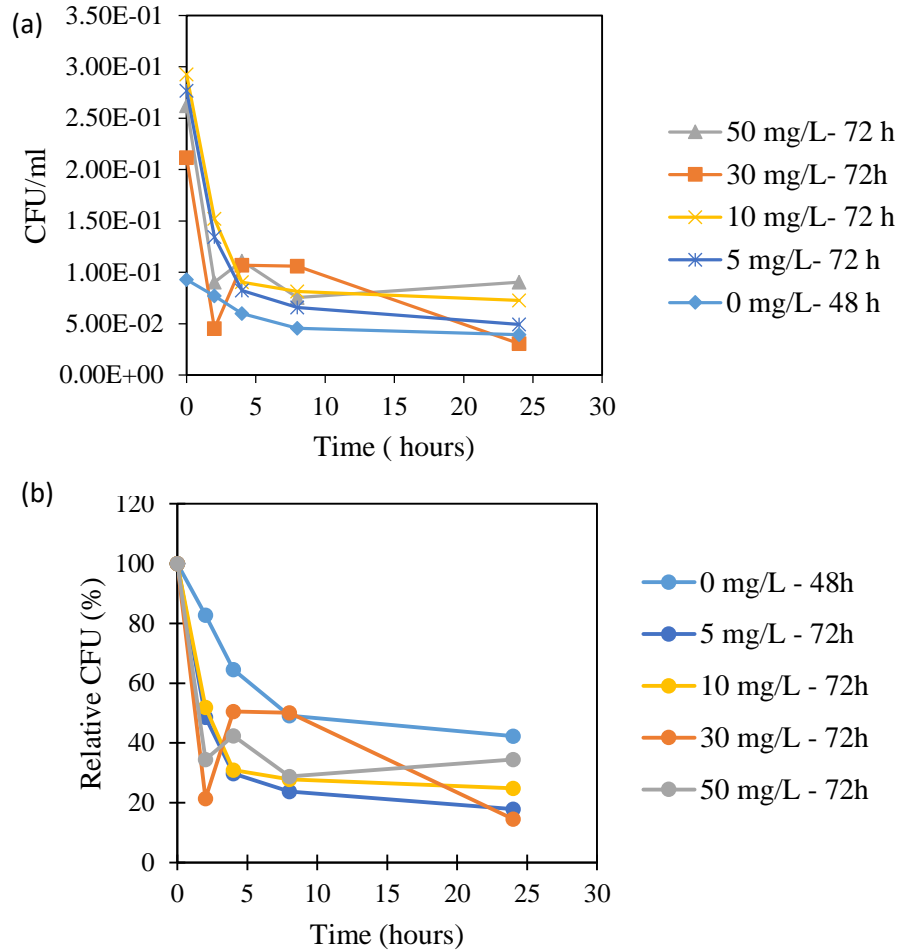 (a)
3.50E-01
3.00E-01
2.50E-01
2.00E-01
1.50E-01
1.00E-01
5.00E-02
0.00E+00
CFU/ml
0 5 10 15 20 25 30
Time ( hours)
50 mg/L- 72 h
30 mg/L- 72h
10 mg/L- 72 h
5 mg/L- 72 h
0 mg/L- 48 h
(b)
120
100
80
60
40
20
0
Relative CFU (%)
0 5 10 15 20 25 30
Time (hours)
0 mg/L - 48h
5 mg/L - 72h
10 mg/L - 72h
30 mg/L - 72h
50 mg/L - 72h